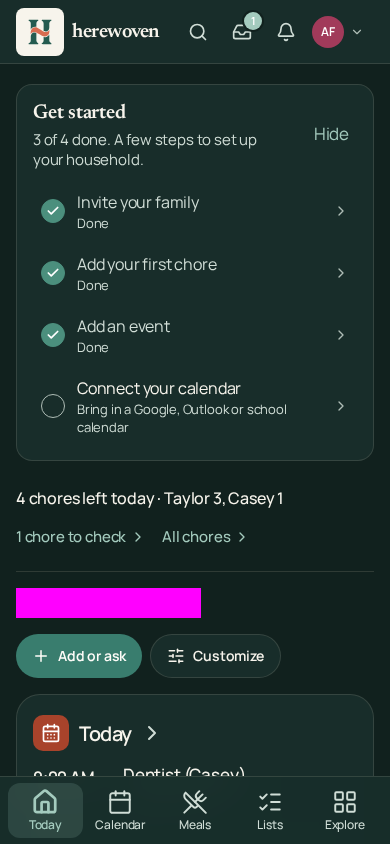 herewoven
1
AF
Get started
3 of 4 done. A few steps to set up
your household.
Hide
Invite your family
Done
Add your first chore
Done
Add an event
Done
Connect your calendar
Bring in a Google, Outlook or school
calendar
4 chores left today · Taylor 3, Casey 1
1 chore to check
All chores
Add or ask
Customize
Today
9:00 AM
Dentist (Casey)
Today
Calendar
Meals
Lists
Explore